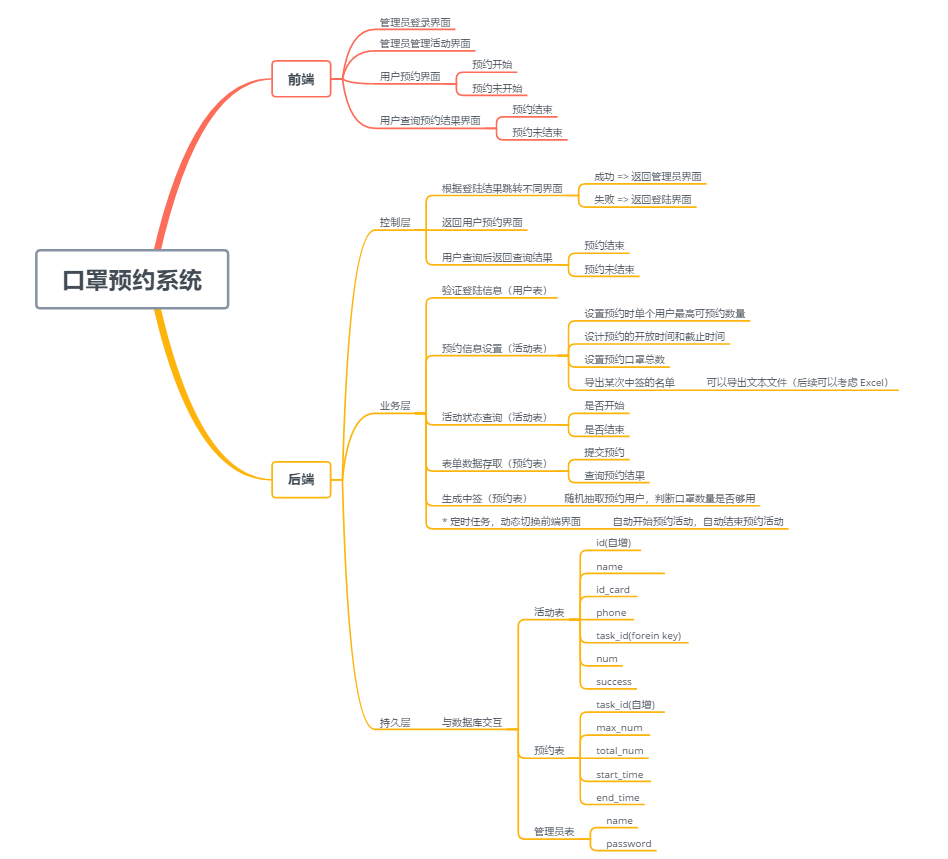 口罩预约系统
前端
管理员登录界面
管理员管理活动界面
用户预约界面
预约开始
预约未开始
用户查询预约结果界面
预约结束
预约未结束
后端
控制层
根据登陆结果跳转不同界面
成功 => 返回管理员界面
失败 => 返回登陆界面
返回用户预约界面
用户查询后返回查询结果
预约结束
预约未结束
业务层
验证登陆信息（用户表）
预约信息设置（活动表）
设置预约时单个用户最高可预约数量
设计预约的开放时间和截止时间
设置预约口罩总数
导出某次中签的名单
可以导出文本文件（后续可以考虑 Excel）
活动状态查询（活动表）
是否开始
是否结束
表单数据存取（预约表）
提交预约
查询预约结果
生成中签（预约表）
随机抽取预约用户，判断口罩数量是否够用
* 定时任务，动态切换前端界面
自动开始预约活动，自动结束预约活动
持久层
与数据库交互
活动表
id(自增)
name
id_card
phone
task_id(forein key)
num
success
预约表
task_id(自增)
max_num
total_num
start_time
end_time
管理员表
name
password